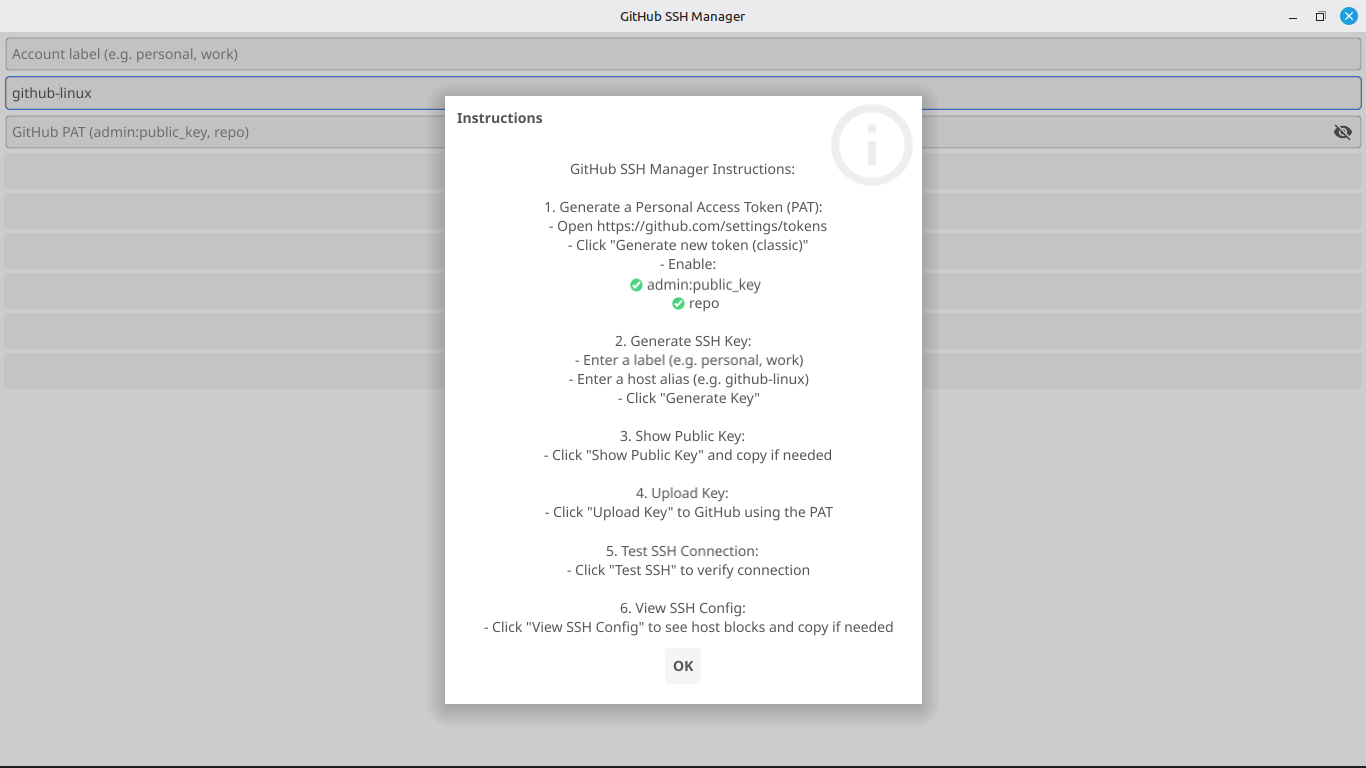 GitHub SSH Manager
Account label (e.g. personal, work)
github-linux
GitHub PAT (admin:public_key, repo)
Instructions
GitHub SSH Manager Instructions:
1. Generate a Personal Access Token (PAT):
- Open https://github.com/settings/tokens
- Click "Generate new token (classic)"
- Enable:
admin:public_key
repo
2. Generate SSH Key:
- Enter a label (e.g. personal, work)
- Enter a host alias (e.g. github-linux)
- Click "Generate Key"
3. Show Public Key:
- Click "Show Public Key" and copy if needed
4. Upload Key:
- Click "Upload Key" to GitHub using the PAT
5. Test SSH Connection:
- Click "Test SSH" to verify connection
6. View SSH Config:
- Click "View SSH Config" to see host blocks and copy if needed
OK